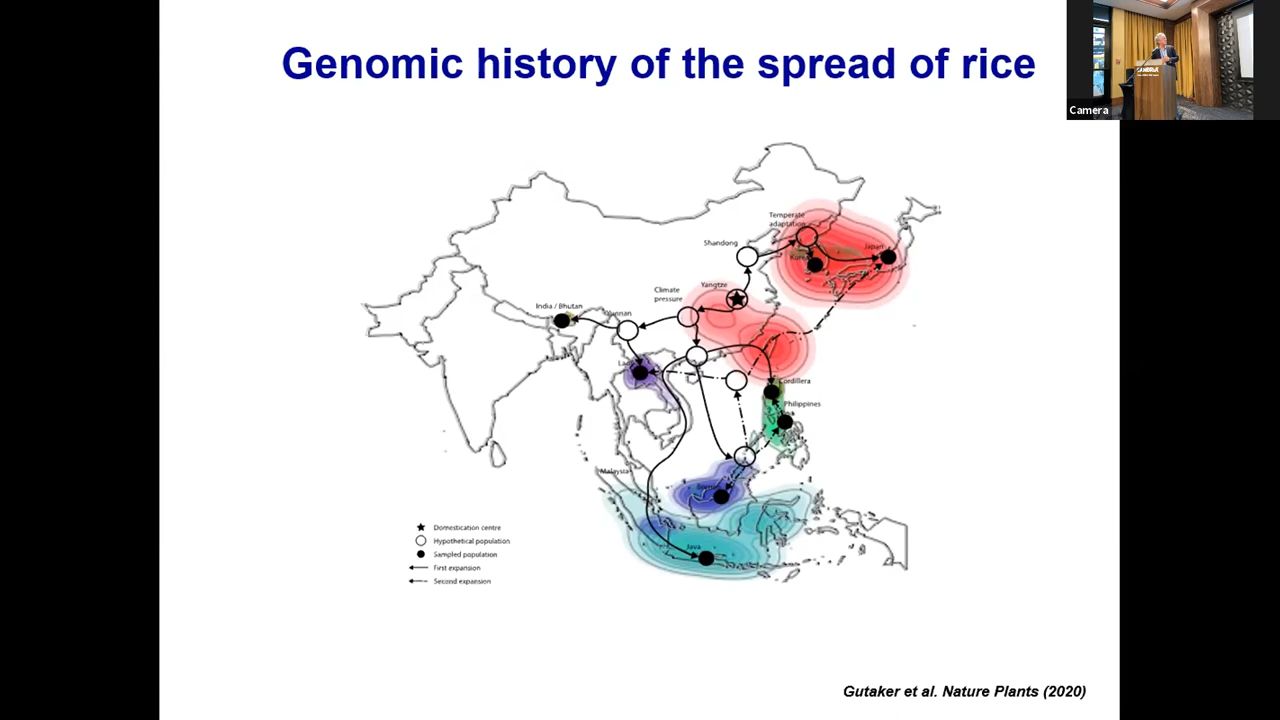 Genomic history of the spread of rice
Camera
SANDBOX
Temperate
adaptation
Shandong
Japan
Korea
Yangtze
Climate
pressure
India / Bhutan
Yunnan
Cordillera
Philippines
Malaysia
Borneo
Java
Domestication centre
Hypothetical population
Sampled population
First expansion
Second expansion
Gutaker et al. Nature Plants (2020)